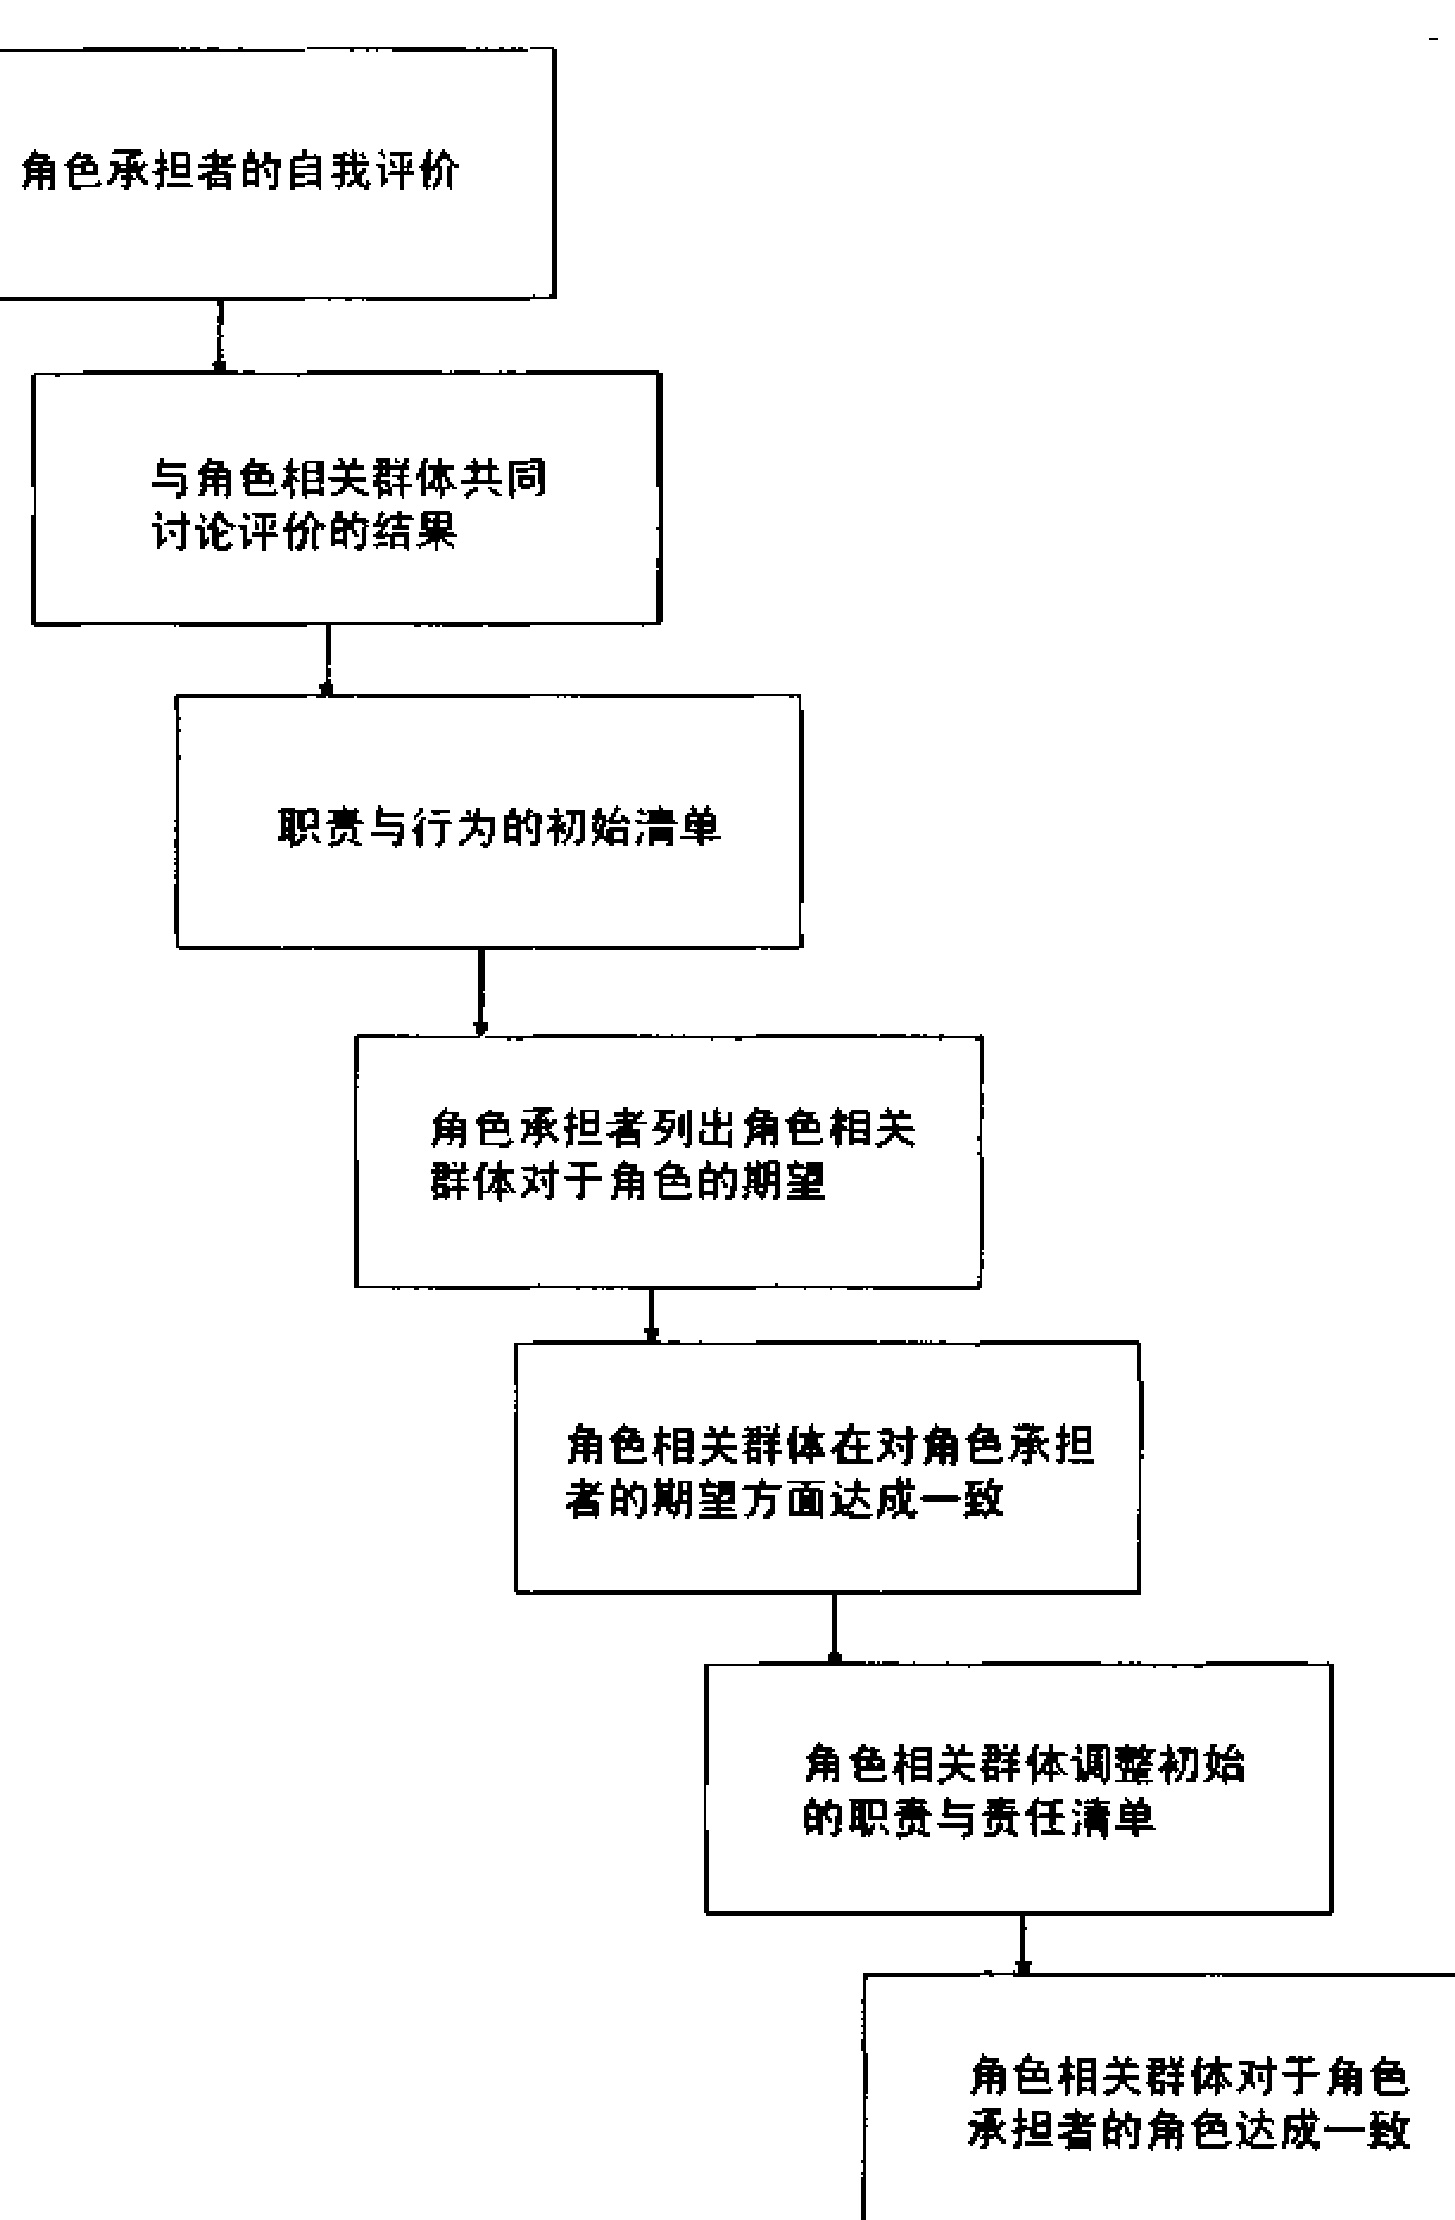 角色承担者的自我评价
与角色相关群体共同
讨论评价的结果
职责与行为的初始清单
角色承担者列出角色相关
群体对于角色的期望
角色相关群体在对角色承担
者的期望方面达成一致
角色相关群体调整初始
的职责与责任清单
角色相关群体对于角色
承担者的角色达成一致